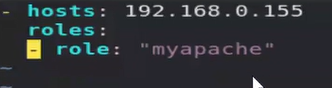 - hosts: 192.168.0.155
  roles:
  - role: "myapache"
~